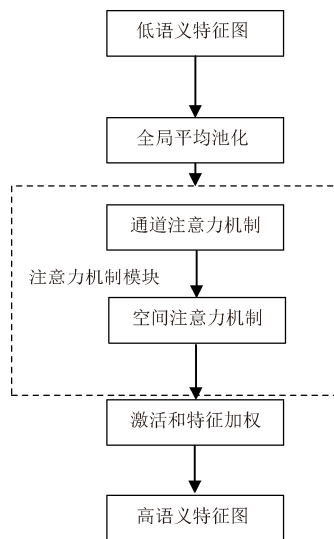 低语义特征图
全局平均池化
通道注意力机制
注意力机制模块
空间注意力机制
激活和特征加权
高语义特征图